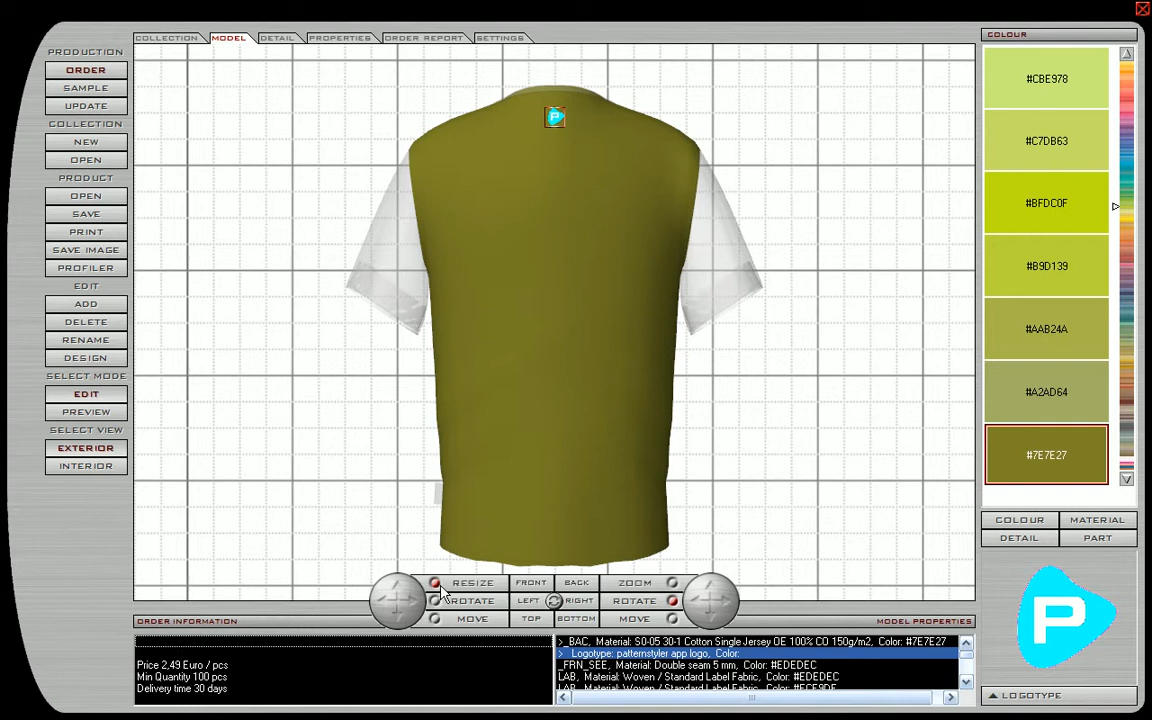 COLLECTION MODEL DETAIL PROPERTIES ORDER REPORT SETTINGS
PRODUCTION
ORDER
SAMPLE
UPDATE
COLLECTION
NEW
OPEN
PRODUCT
OPEN
SAVE
PRINT
SAVE IMAGE
PROFILER
EDIT
ADD
DELETE
RENAME
DESIGN
SELECT MODE
EDIT
PREVIEW
SELECT VIEW
EXTERIOR
INTERIOR
P
RESIZE FRONT BACK ZOOM
ROTATE LEFT RIGHT ROTATE
MOVE TOP BOTTOM MOVE
ORDER INFORMATION
MODEL PROPERTIES
Price 2,49 Euro / pcs
Min Quantity 100 pcs
Delivery time 30 days
>_BAC, Material: S0-05 30-1 Cotton Single Jersey OE 100% CO 150g/m2, Color: #7E7E27
> Logotype: patternstyler app logo, Color:
_FRN_SEE, Material: Double seam 5 mm, Color: #EDEDEC
LAB, Material: Woven / Standard Label Fabric, Color: #ECEDEC
COLOUR
#CBE978
#C7DB63
#BFDC0F
#B9D139
#AAB24A
#A2AD64
#7E7E27
COLOUR MATERIAL
DETAIL PART
P
LOGOTYPE